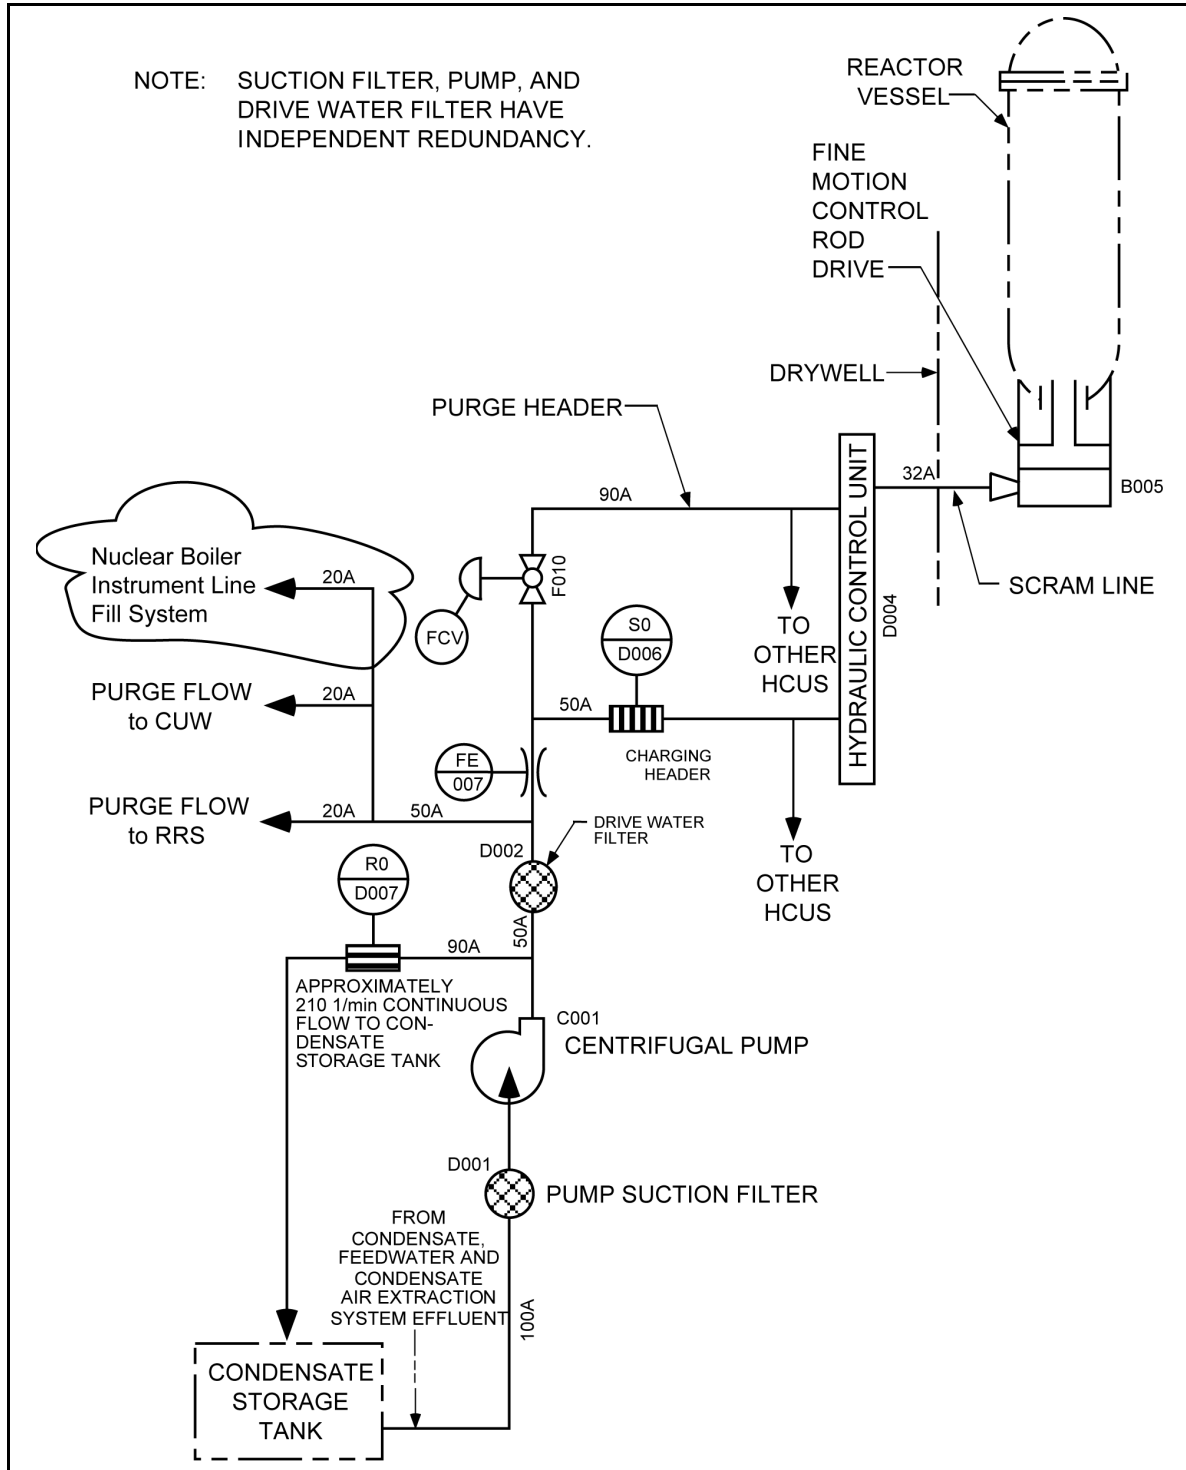 NOTE: SUCTION FILTER, PUMP, AND
DRIVE WATER FILTER HAVE
INDEPENDENT REDUNDANCY.
REACTOR
VESSEL
FINE
MOTION
CONTROL
ROD
DRIVE
DRYWELL
PURGE HEADER
90A
32A
B005
SCRAM LINE
HYDRAULIC CONTROL UNIT
D004
Nuclear Boiler
Instrument Line
Fill System
20A
FCV
F010
S0
D006
TO
OTHER
HCUS
PURGE FLOW
to CUW
20A
50A
CHARGING
HEADER
FE
007
PURGE FLOW
to RRS
20A
50A
DRIVE WATER
FILTER
D002
TO
OTHER
HCUS
R0
D007
50A
90A
APPROXIMATELY
210 1/min CONTINUOUS
FLOW TO CON-
DENSATE
STORAGE TANK
C001
CENTRIFUGAL PUMP
D001
PUMP SUCTION FILTER
FROM
CONDENSATE,
FEEDWATER AND
CONDENSATE
AIR EXTRACTION
SYSTEM EFFLUENT
100A
CONDENSATE
STORAGE
TANK